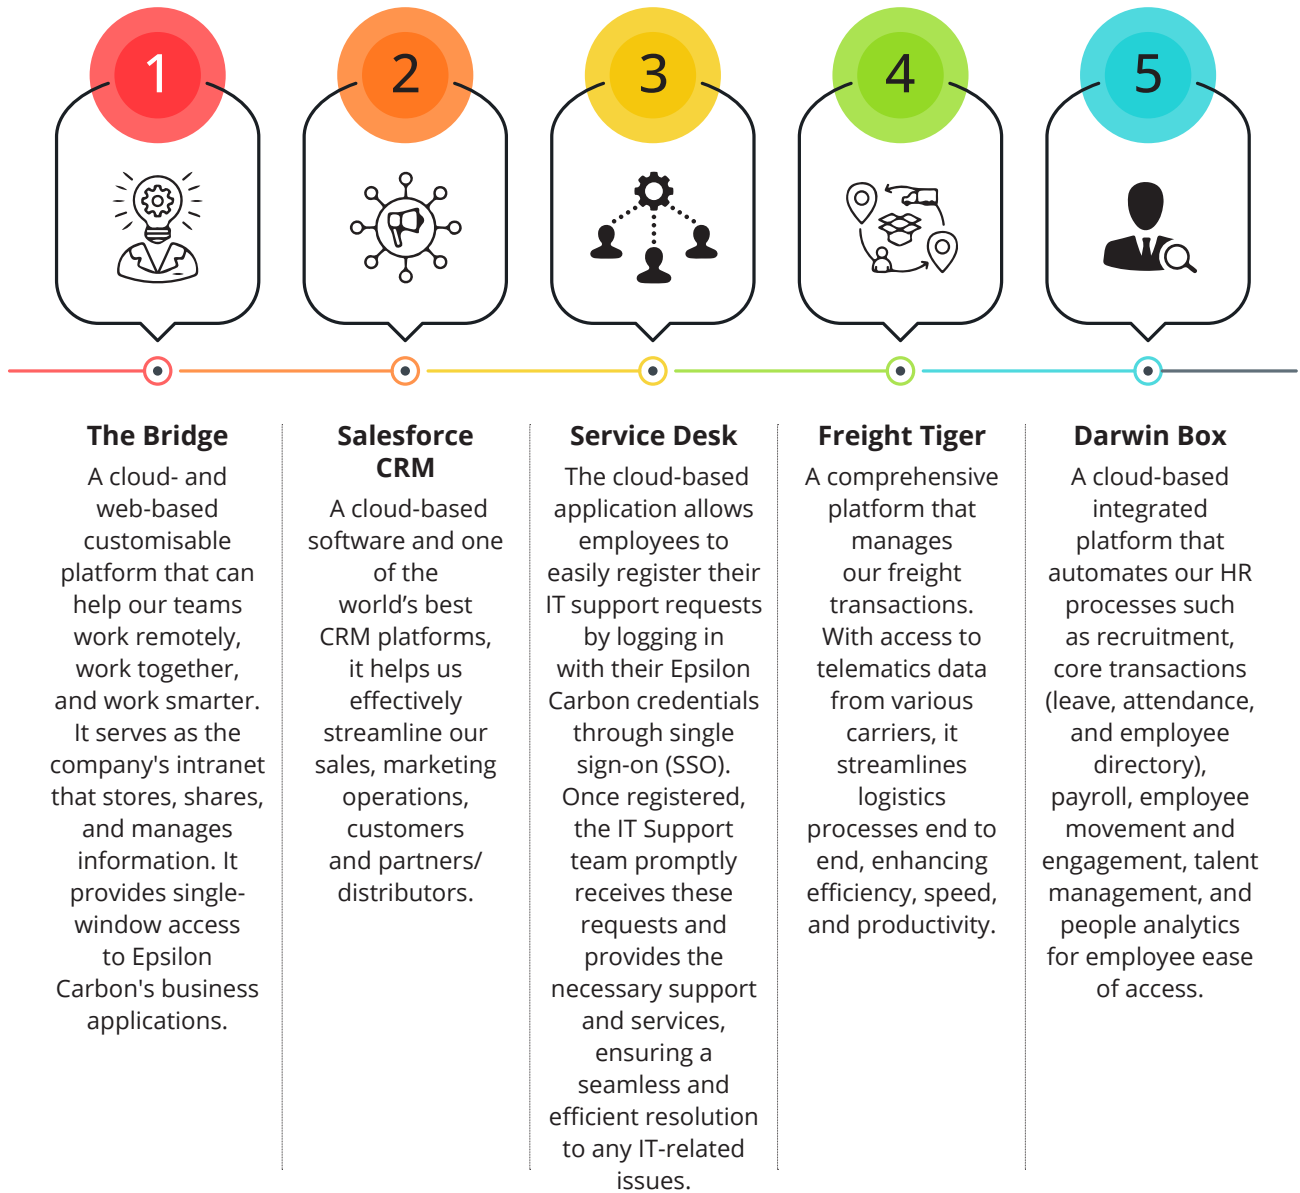 1
2
3
4
5
The Bridge
A cloud- and
web-based
customisable
platform that can
help our teams
work remotely,
work together,
and work smarter.
It serves as the
company's intranet
that stores, shares,
and manages
information. It
provides single-
window access
to Epsilon
Carbon's business
applications.
Salesforce
CRM
A cloud-based
software and one
of the
world’s best
CRM platforms,
it helps us
effectively
streamline our
sales, marketing
operations,
customers
and partners/
distributors.
Service Desk
The cloud-based
application allows
employees to
easily register their
IT support requests
by logging in
with their Epsilon
Carbon credentials
through single
sign-on (SSO).
Once registered,
the IT Support
team promptly
receives these
requests and
provides the
necessary support
and services,
ensuring a
seamless and
efficient resolution
to any IT-related
issues.
Freight Tiger
A comprehensive
platform that
manages
our freight
transactions.
With access to
telematics data
from various
carriers, it
streamlines
logistics
processes end to
end, enhancing
efficiency, speed,
and productivity.
Darwin Box
A cloud-based
integrated
platform that
automates our HR
processes such
as recruitment,
core transactions
(leave, attendance,
and employee
directory),
payroll, employee
movement and
engagement, talent
management, and
people analytics
for employee ease
of access.